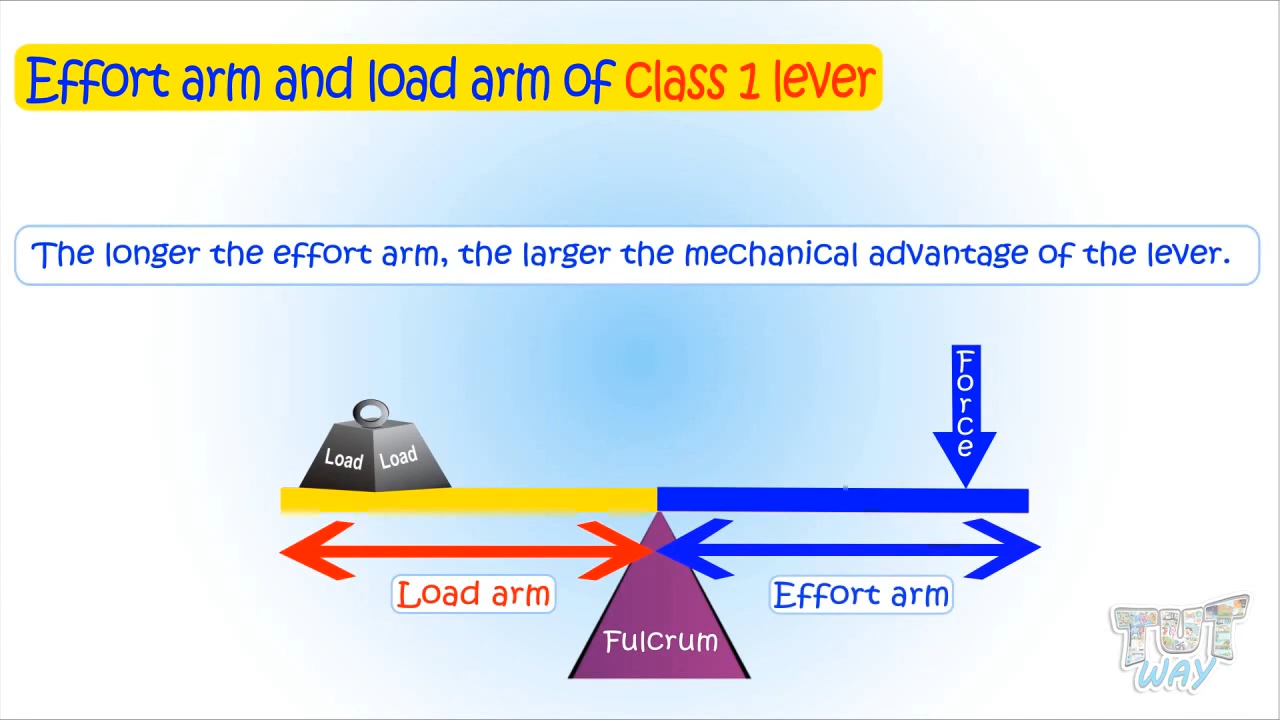 Effort arm and load arm of class 1 lever
The longer the effort arm, the larger the mechanical advantage of the lever.
Force
Load Load
Load arm
Effort arm
Fulcrum
TUT
WAY